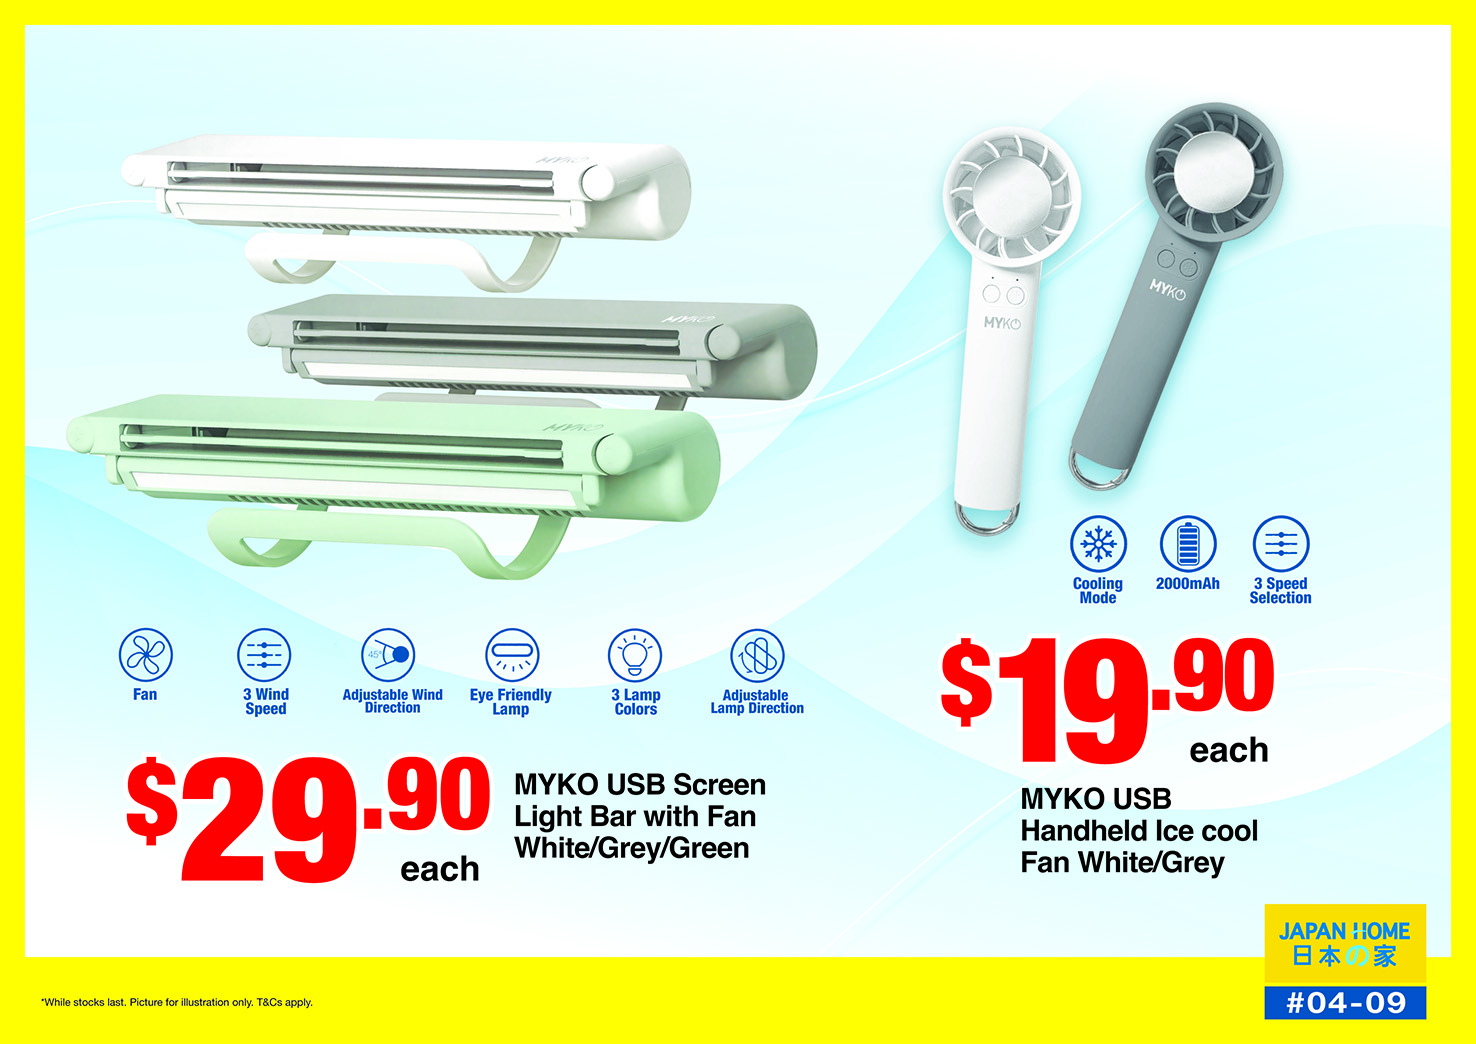 MYKO
MYKO
MYKO
MYKO
MYKO
Cooling
Mode
2000mAh
3 Speed
Selection
Fan
3 Wind
Speed
45°
Adjustable Wind
Direction
Eye Friendly
Lamp
3 Lamp
Colors
Adjustable
Lamp Direction
$29.90
each
MYKO USB Screen
Light Bar with Fan
White/Grey/Green
$19.90
each
MYKO USB
Handheld Ice cool
Fan White/Grey
JAPAN HOME
日本の家
#04-09
*While stocks last. Picture for illustration only. T&Cs apply.